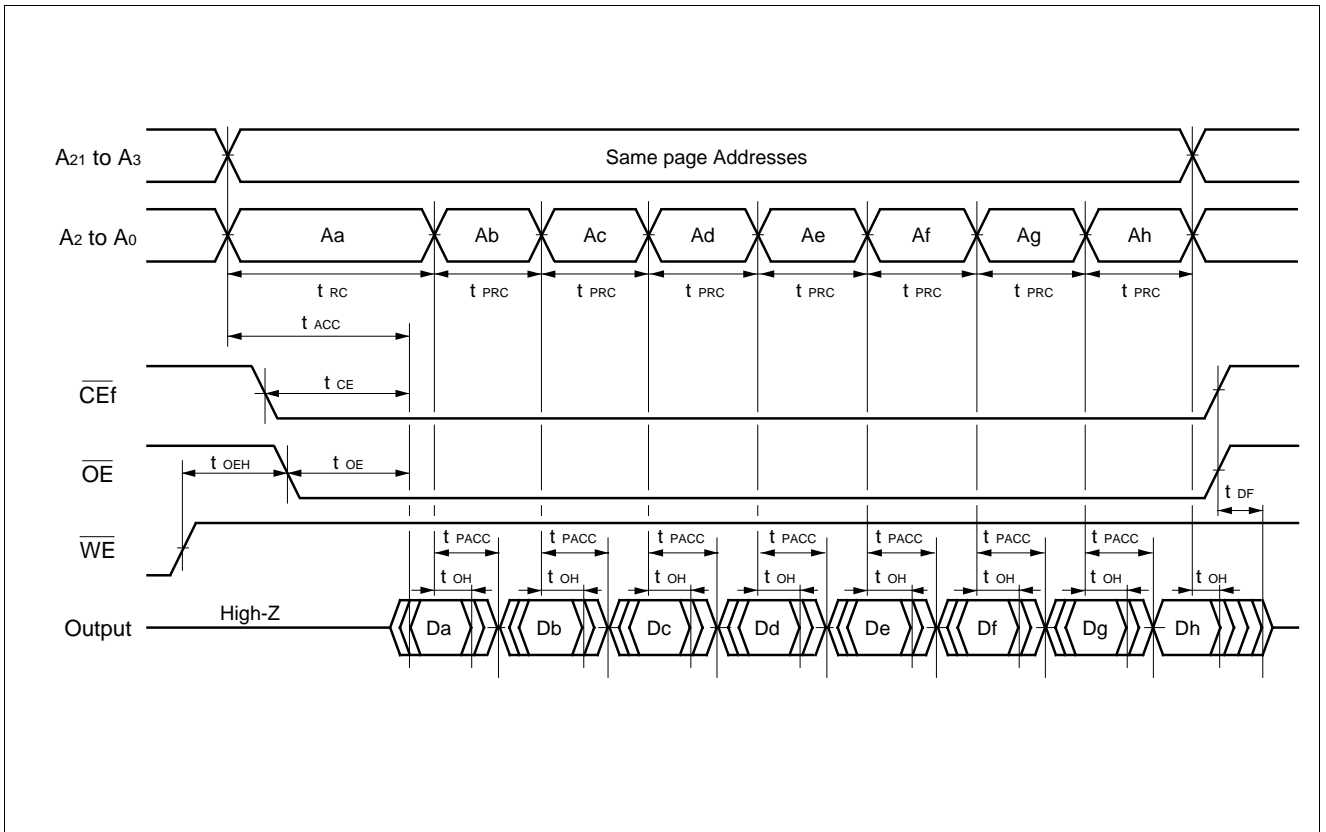 A21 to A3 Same page Addresses
A2 to A0 Aa Ab Ac Ad Ae Af Ag Ah
t RC t PRC t PRC t PRC t PRC t PRC t PRC t PRC
t ACC
CEf t CE
OE t OEH t OE
t DF
WE t PACC t PACC t PACC t PACC t PACC t PACC t PACC
t OH t OH t OH t OH t OH t OH t OH t OH
Output High-Z Da Db Dc Dd De Df Dg Dh